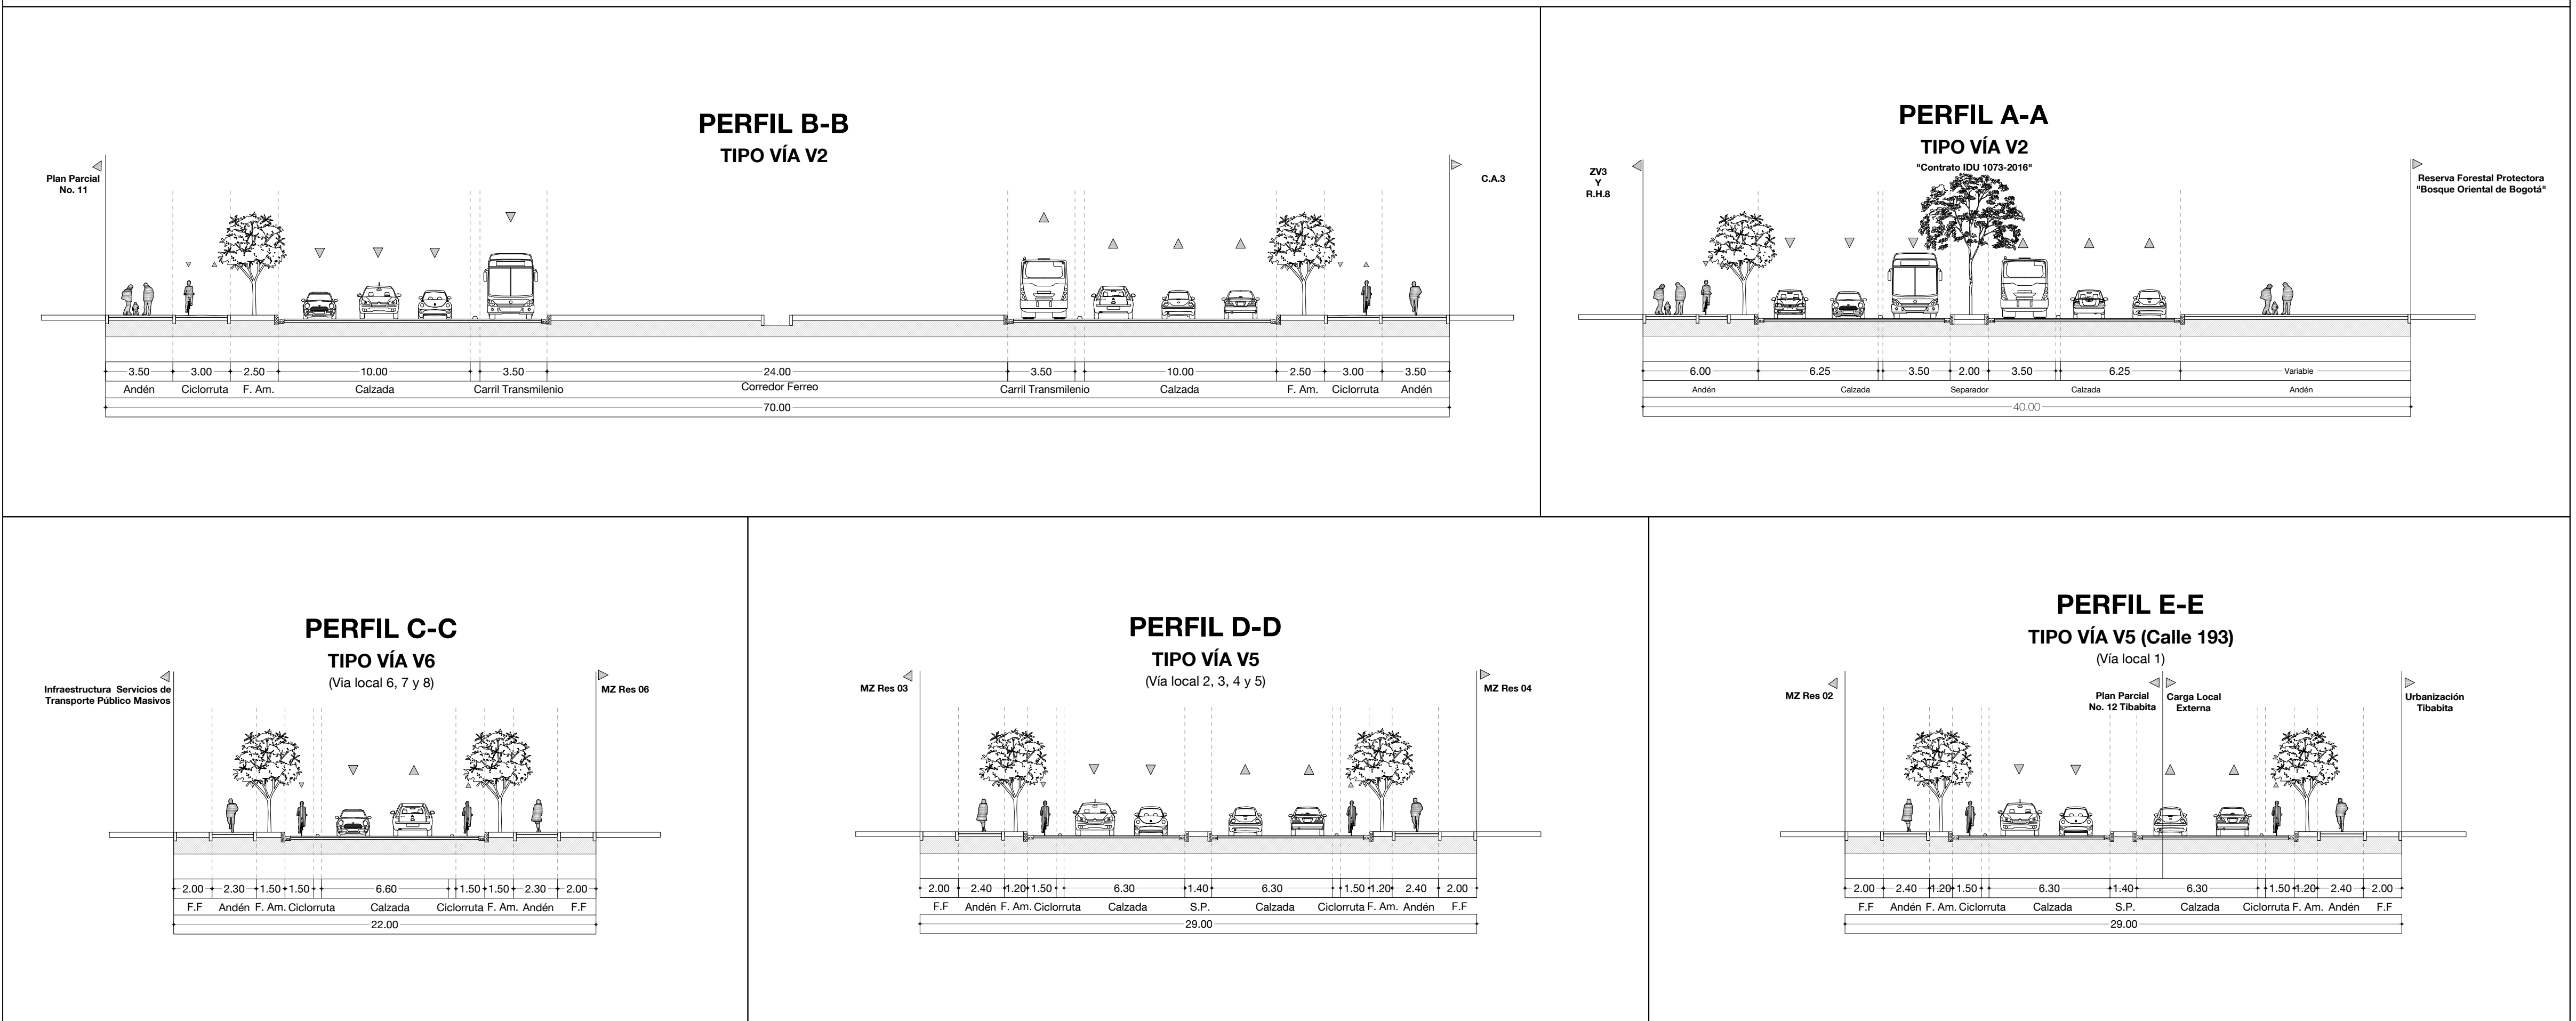 PERFIL B-B
TIPO VÍA V2
Plan Parcial
No. 11
C.A.3
3.50 3.00 2.50 10.00 3.50 24.00 3.50 10.00 2.50 3.00 3.50
Andén Ciclorruta F. Am. Calzada Carril Transmilenio Corredor Ferreo Carril Transmilenio Calzada F. Am. Ciclorruta Andén
70.00
PERFIL A-A
TIPO VÍA V2
"Contrato IDU 1073-2016"
ZV3
Y
R.H.8
Reserva Forestal Protectora
"Bosque Oriental de Bogotá"
6.00 6.25 3.50 2.00 3.50 6.25 Variable
Andén Calzada Separador Calzada Andén
40.00
PERFIL C-C
TIPO VÍA V6
(Via local 6, 7 y 8)
Infraestructura Servicios de
Transporte Público Masivos
MZ Res 06
2.00 2.30 1.50 1.50 6.60 1.50 1.50 2.30 2.00
F.F Andén F. Am. Ciclorruta Calzada Ciclorruta F. Am. Andén F.F
22.00
PERFIL D-D
TIPO VÍA V5
(Vía local 2, 3, 4 y 5)
MZ Res 03
MZ Res 04
2.00 2.40 1.20 1.50 6.30 1.40 6.30 1.50 1.20 2.40 2.00
F.F Andén F. Am. Ciclorruta Calzada S.P. Calzada Ciclorruta F. Am. Andén F.F
29.00
PERFIL E-E
TIPO VÍA V5 (Calle 193)
(Vía local 1)
MZ Res 02
Plan Parcial
No. 12 Tibabita
Carga Local
Externa
Urbanización
Tibabita
2.00 2.40 1.20 1.50 6.30 1.40 6.30 1.50 1.20 2.40 2.00
F.F Andén F. Am. Ciclorruta Calzada S.P. Calzada Ciclorruta F. Am. Andén F.F
29.00